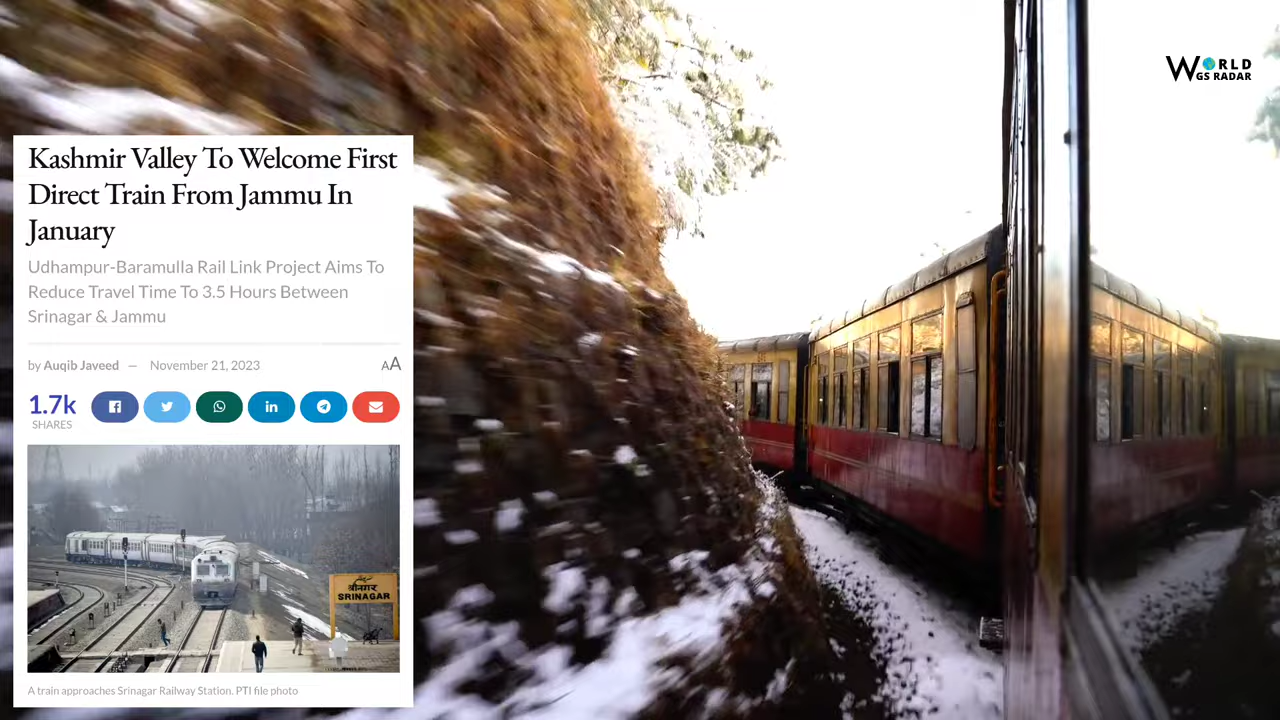 WORLD
GS RADAR
Kashmir Valley To Welcome First
Direct Train From Jammu In
January
Udhampur-Baramulla Rail Link Project Aims To
Reduce Travel Time To 3.5 Hours Between
Srinagar & Jammu
by Auqib Javeed — November 21, 2023
AA
1.7k
SHARES
श्रीनगर
SRINAGAR
A train approaches Srinagar Railway Station. PTI file photo